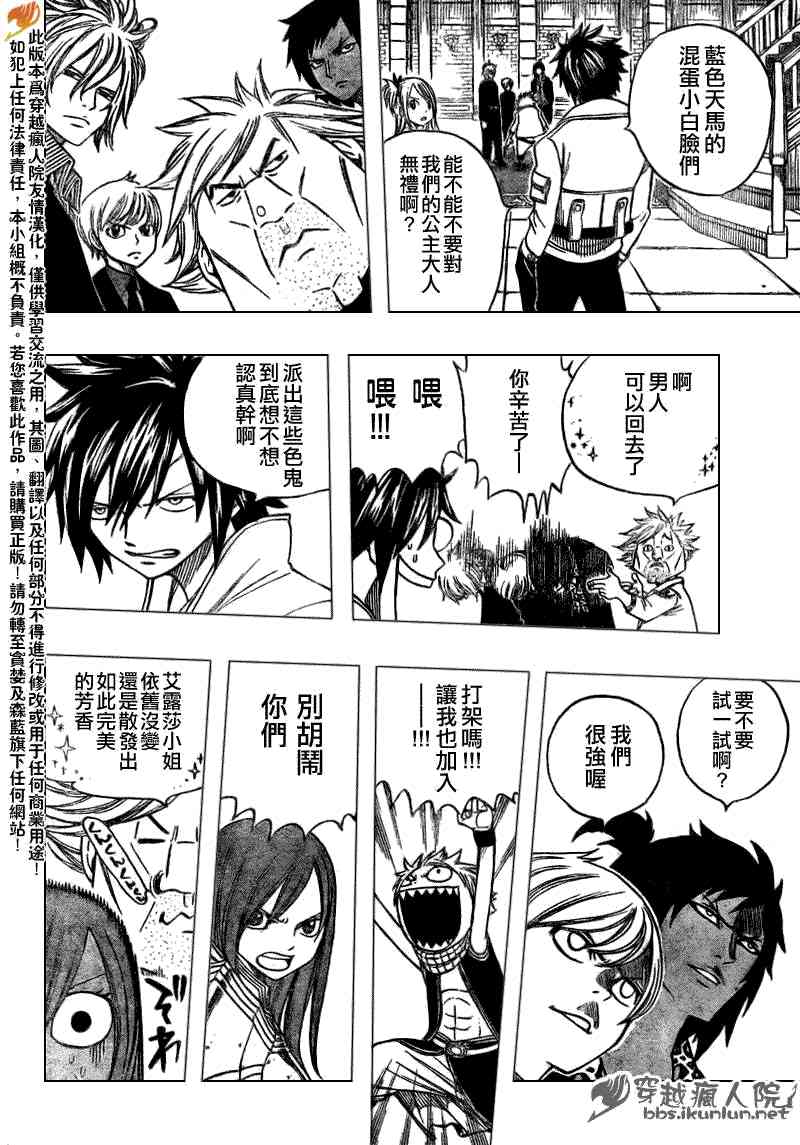 藍色天馬的
混蛋小白臉們
能不能不要對
我們的公主大人
無禮啊？
啊
男人
可以回去了
你辛苦了—
喂
喂
!!!
派出這些色鬼
到底想不想
認真幹啊
要不要
試一試啊？
我們
很強喔
打架嗎!!!
讓我也加入
——!!!
別胡鬧
你們
艾露莎小姐
依舊沒變
還是散發出
如此完美
的芳香
ぞわ
此版本爲穿越瘋人院友情漢化，僅供學習交流之用，其圖、翻譯以及任何部分不得進行修改或用于任何商業用途！
如犯上任何法律責任，本小組概不負責。若您喜歡此作品，請購買正版！請勿轉至貪婪及森藍旗下任何網站！
穿越瘋人院
bbs.ikunlun.net